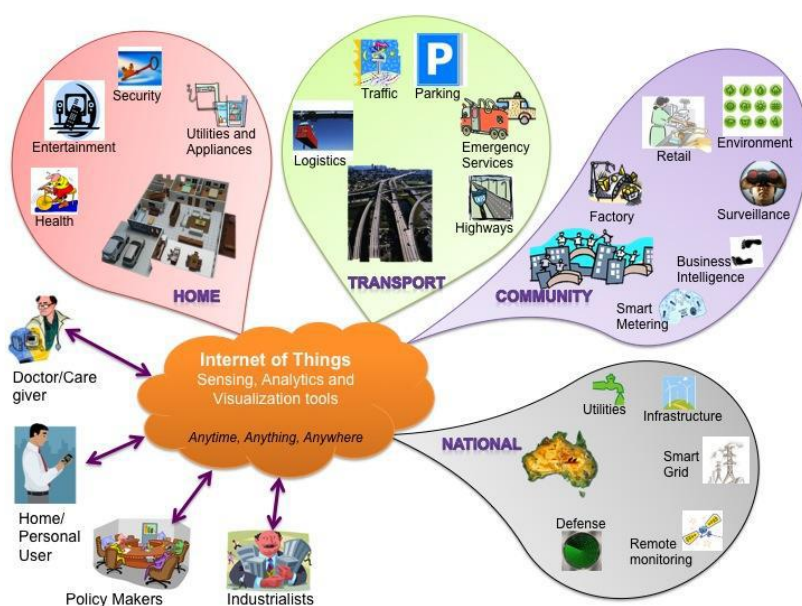 Security
Entertainment
Utilities and
Appliances
Health
HOME
Traffic
P
Parking
Logistics
Emergency
Services
Highways
TRANSPORT
Retail
Environment
Factory
Surveillance
Business
Intelligence
COMMUNITY
Smart
Metering
Internet of Things
Sensing, Analytics and
Visualization tools
Anytime, Anything, Anywhere
Doctor/Care
giver
Home/
Personal
User
Policy Makers
Industrialists
NATIONAL
Utilities
Infrastructure
Smart
Grid
Defense
Remote
monitoring